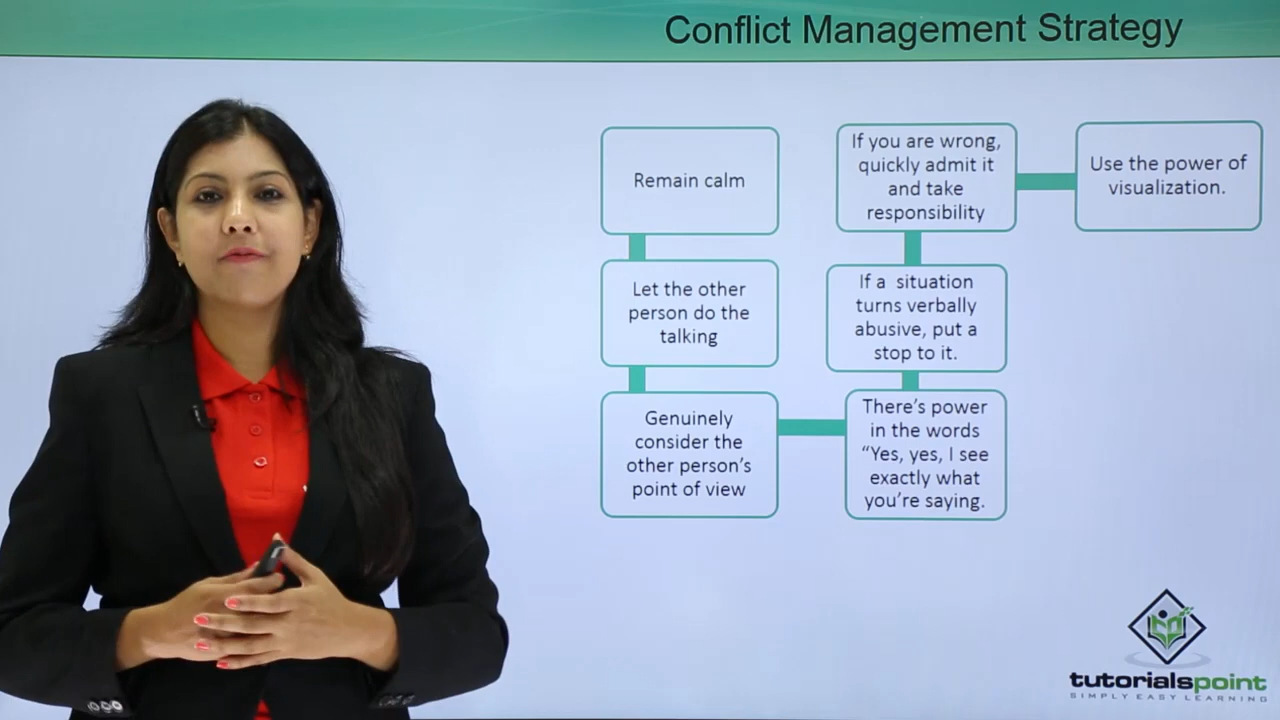 Conflict Management Strategy
Remain calm
Let the other
person do the
talking
Genuinely
consider the
other person's
point of view
There's power
in the words
“Yes, yes, I see
exactly what
you're saying.
If a situation
turns verbally
abusive, put a
stop to it.
If you are wrong,
quickly admit it
and take
responsibility
Use the power of
visualization.
tutorialspoint
SIMPLY EASY LEARNING